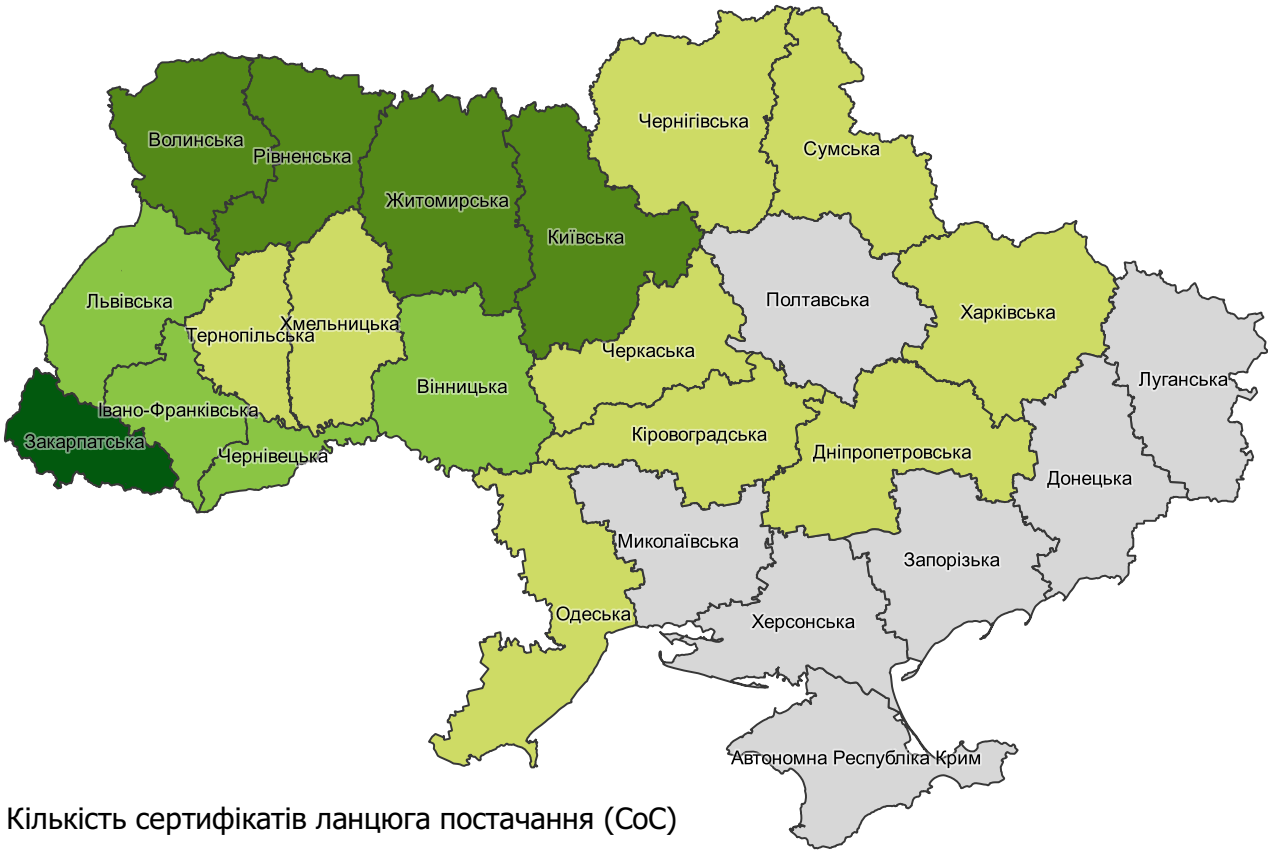 Чернігівська
Волинська
Сумська
Рівненська
Житомирська
Київська
Львівська
Полтавська
Харківська
Тернопільська
Хмельницька
Черкаська
Луганська
Вінницька
Івано-Франківська
Закарпатська
Кіровоградська
Чернівецька
Дніпропетровська
Донецька
Миколаївська
Запорізька
Одеська
Херсонська
Автономна Республіка Крим
Кількість сертифікатів ланцюга постачання (CoC)